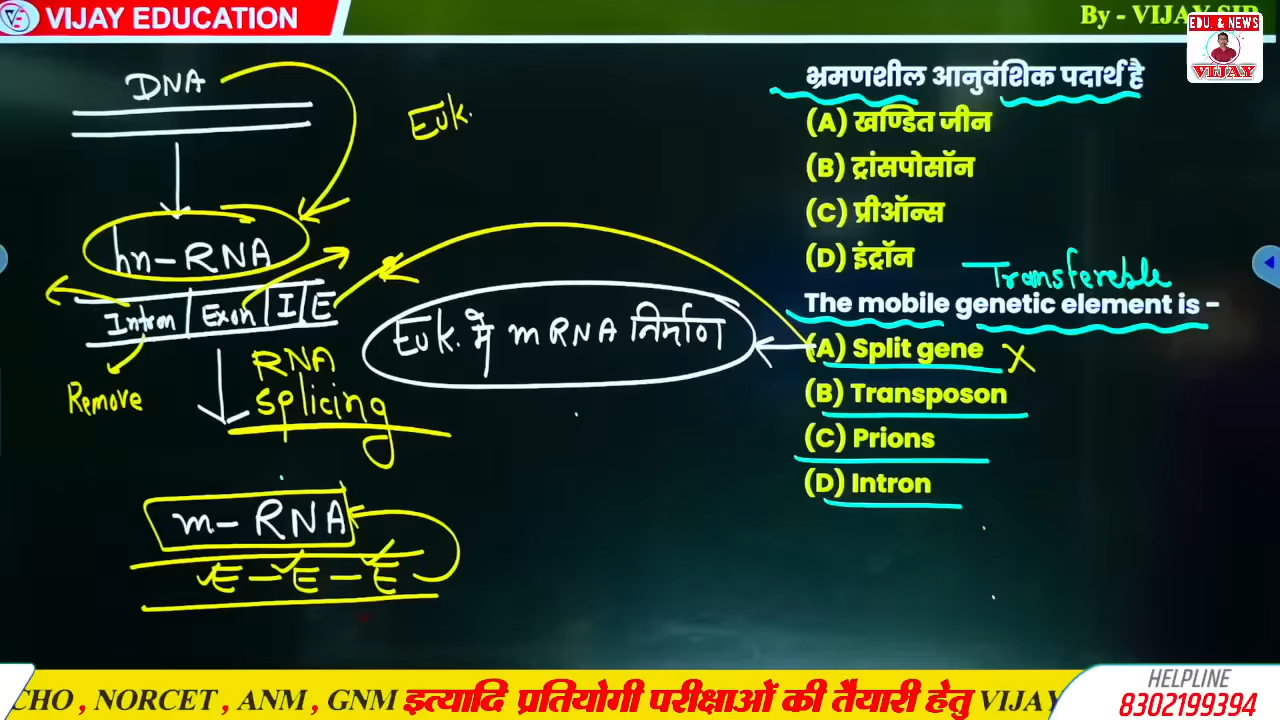 VIJAY EDUCATION
By - VIJAY SIR
EDU. & NEWS
VIJAY
DNA
Euk.
hn-RNA
Intron Exon I E
Remove
RNA
splicing
m-RNA
E-E-E
Euk. में mRNA निर्माण
भ्रमणशील आनुवंशिक पदार्थ है
(A) खण्डित जीन
(B) ट्रांसपोसॉन
(C) प्रीऑन्स
(D) इंट्रॉन
Transfereble
The mobile genetic element is -
(A) Split gene X
(B) Transposon
(C) Prions
(D) Intron
CHO , NORCET , ANM , GNM इत्यादि प्रतियोगी परीक्षाओं की तैयारी हेतु VIJAY
HELPLINE
8302199394